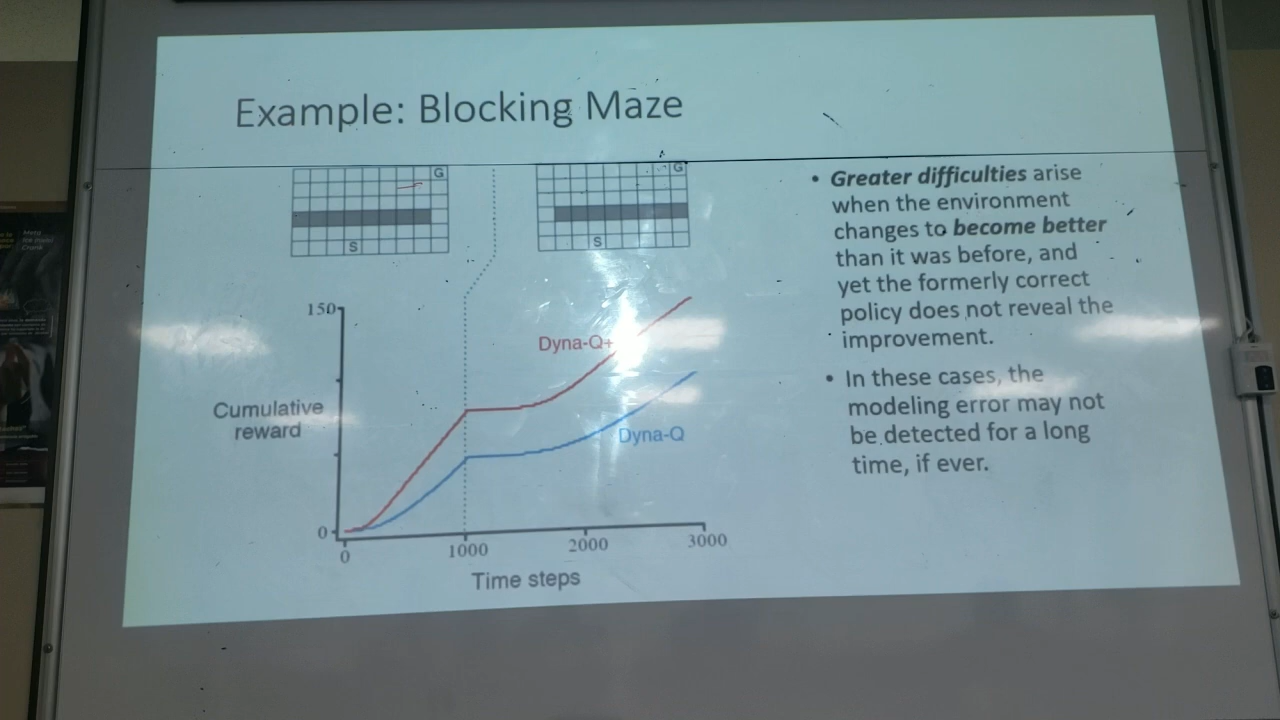 Example: Blocking Maze
G
S
G
S
150
0
Cumulative
reward
Dyna-Q+
Dyna-Q
0
1000
2000
3000
Time steps
• Greater difficulties arise
when the environment
changes to become better
than it was before, and
yet the formerly correct
policy does not reveal the
improvement.
• In these cases, the
modeling error may not
be detected for a long
time, if ever.